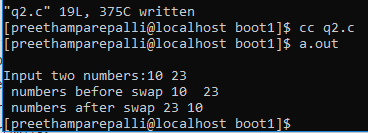 "q2.c" 19L, 375C written
[preethamparepalli@localhost boot1]$ cc q2.c
[preethamparepalli@localhost boot1]$ a.out
Input two numbers:10 23
 numbers before swap 10  23
 numbers after swap 23 10
[preethamparepalli@localhost boot1]$